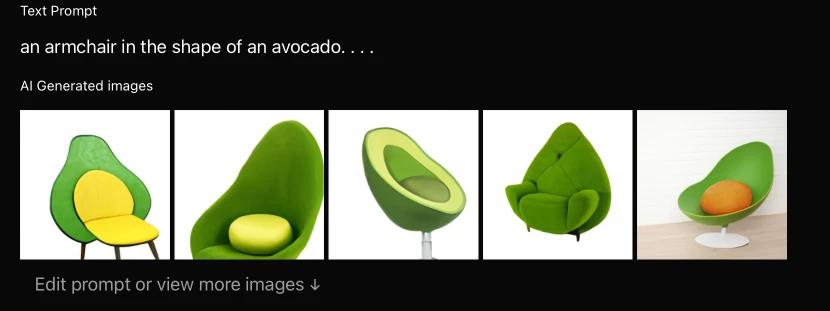 Text Prompt
an armchair in the shape of an avocado. . . .
AI Generated images
Edit prompt or view more images ↓